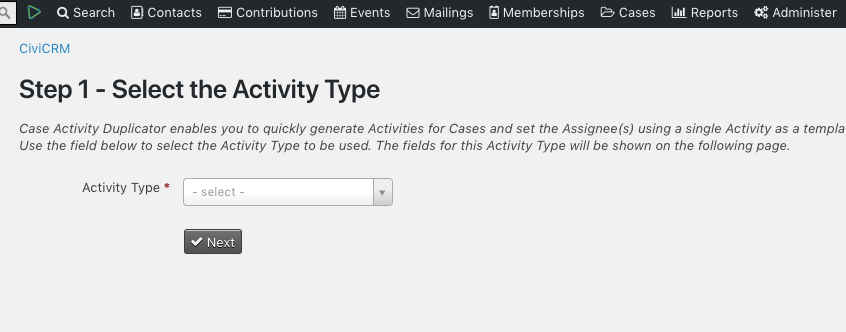 Search Contacts Contributions Events Mailings Memberships Cases Reports Administer
CiviCRM
Step 1 - Select the Activity Type
Case Activity Duplicator enables you to quickly generate Activities for Cases and set the Assignee(s) using a single Activity as a templa
Use the field below to select the Activity Type to be used. The fields for this Activity Type will be shown on the following page.
Activity Type * - select -
Next